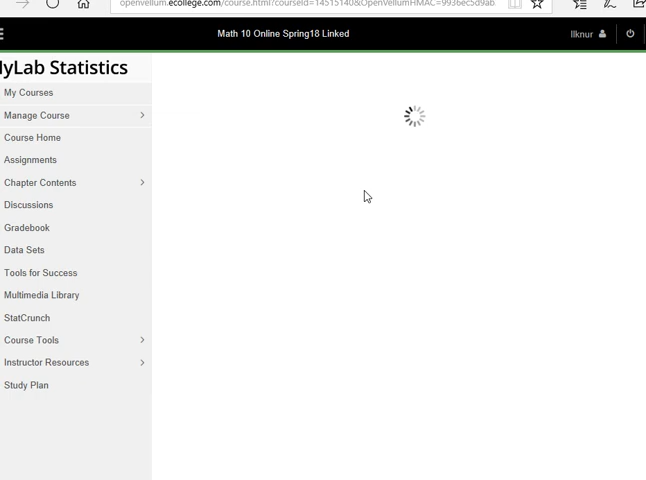 openvellum.ecollege.com/course.html?courseId=14515140&OpenVellumHMAC=9936ec5d9ab
Math 10 Online Spring18 Linked
Ilknur
MyLab Statistics
My Courses
Manage Course
Course Home
Assignments
Chapter Contents
Discussions
Gradebook
Data Sets
Tools for Success
Multimedia Library
StatCrunch
Course Tools
Instructor Resources
Study Plan